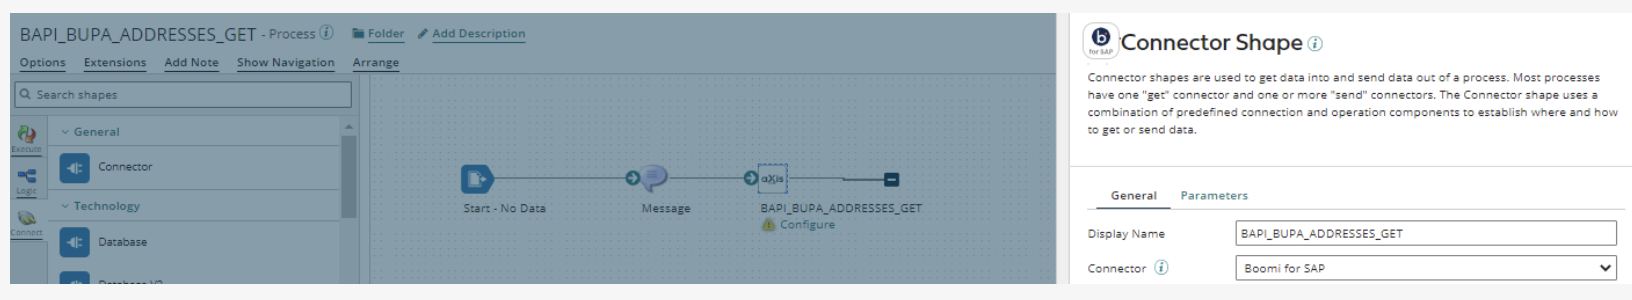 BAPI_BUPA_ADDRESSES_GET - Process i Folder Add Description
Options Extensions Add Note Show Navigation Arrange
Search shapes
General
Execute
Connector
Logic
Technology
Connect
Database
Database V2
Start - No Data
Message
aXis
BAPI_BUPA_ADDRESSES_GET
Configure
b
for SAP
Connector Shape i
Connector shapes are used to get data into and send data out of a process. Most processes
have one "get" connector and one or more "send" connectors. The Connector shape uses a
combination of predefined connection and operation components to establish where and how
to get or send data.
General Parameters
Display Name BAPI_BUPA_ADDRESSES_GET
Connector i Boomi for SAP